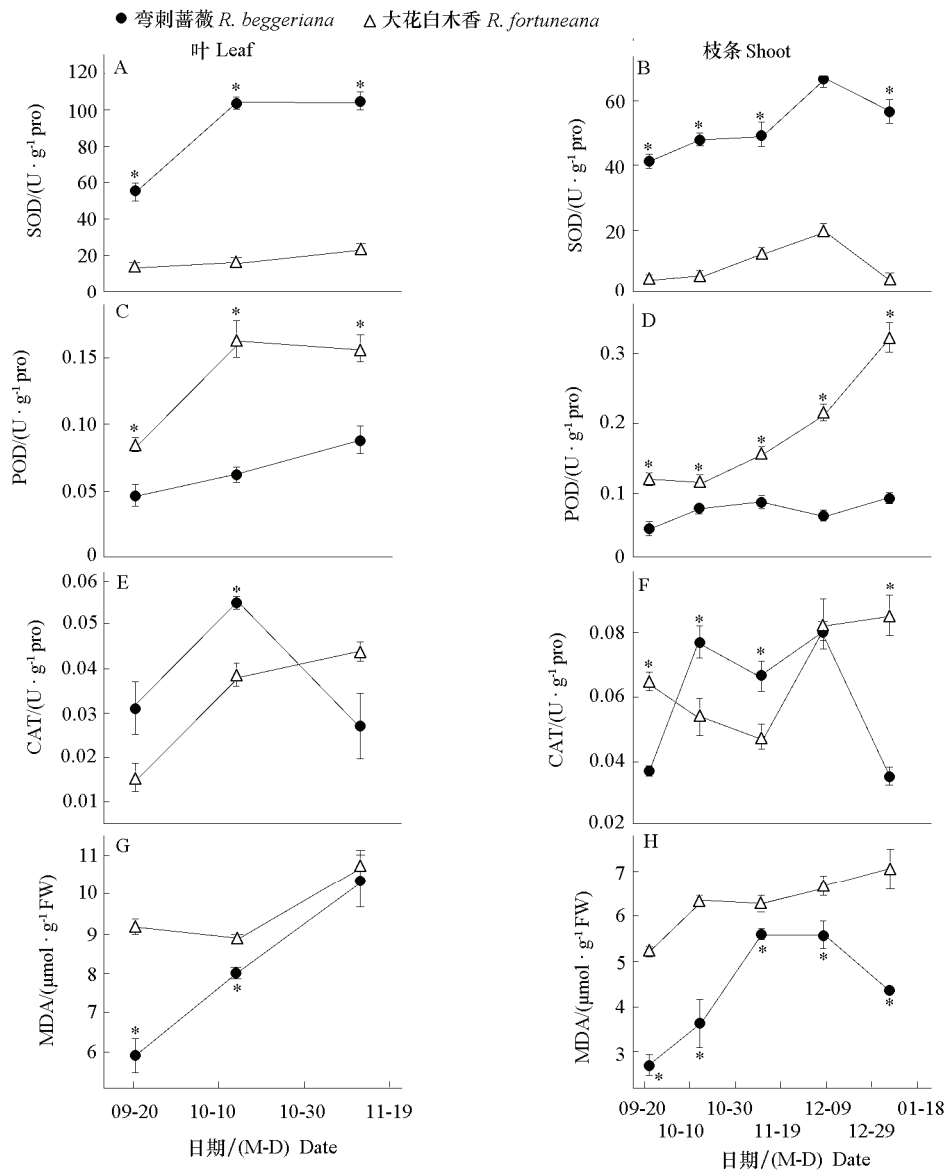 ● 弯刺蔷薇 R. beggeriana △ 大花白木香 R. fortuneana
叶 Leaf
A
SOD/(U · g⁻¹ pro)
120
100
80
60
40
20
0
*
*
*
枝条 Shoot
B
SOD/(U · g⁻¹ pro)
60
40
20
0
*
*
*
*
C
POD/(U · g⁻¹ pro)
0.15
0.10
0.05
0
*
*
*
D
POD/(U · g⁻¹ pro)
0.3
0.2
0.1
0
*
*
*
*
*
E
CAT/(U · g⁻¹ pro)
0.06
0.05
0.04
0.03
0.02
0.01
*
F
CAT/(U · g⁻¹ pro)
0.08
0.06
0.04
0.02
*
*
*
*
G
MDA/(μmol · g⁻¹ FW)
11
10
9
8
7
6
*
*
09-20 10-10 10-30 11-19
日期/(M-D) Date
H
MDA/(μmol · g⁻¹ FW)
7
6
5
4
3
*
*
*
*
*
09-20 10-30 12-09 01-18
10-10 11-19 12-29
日期/(M-D) Date